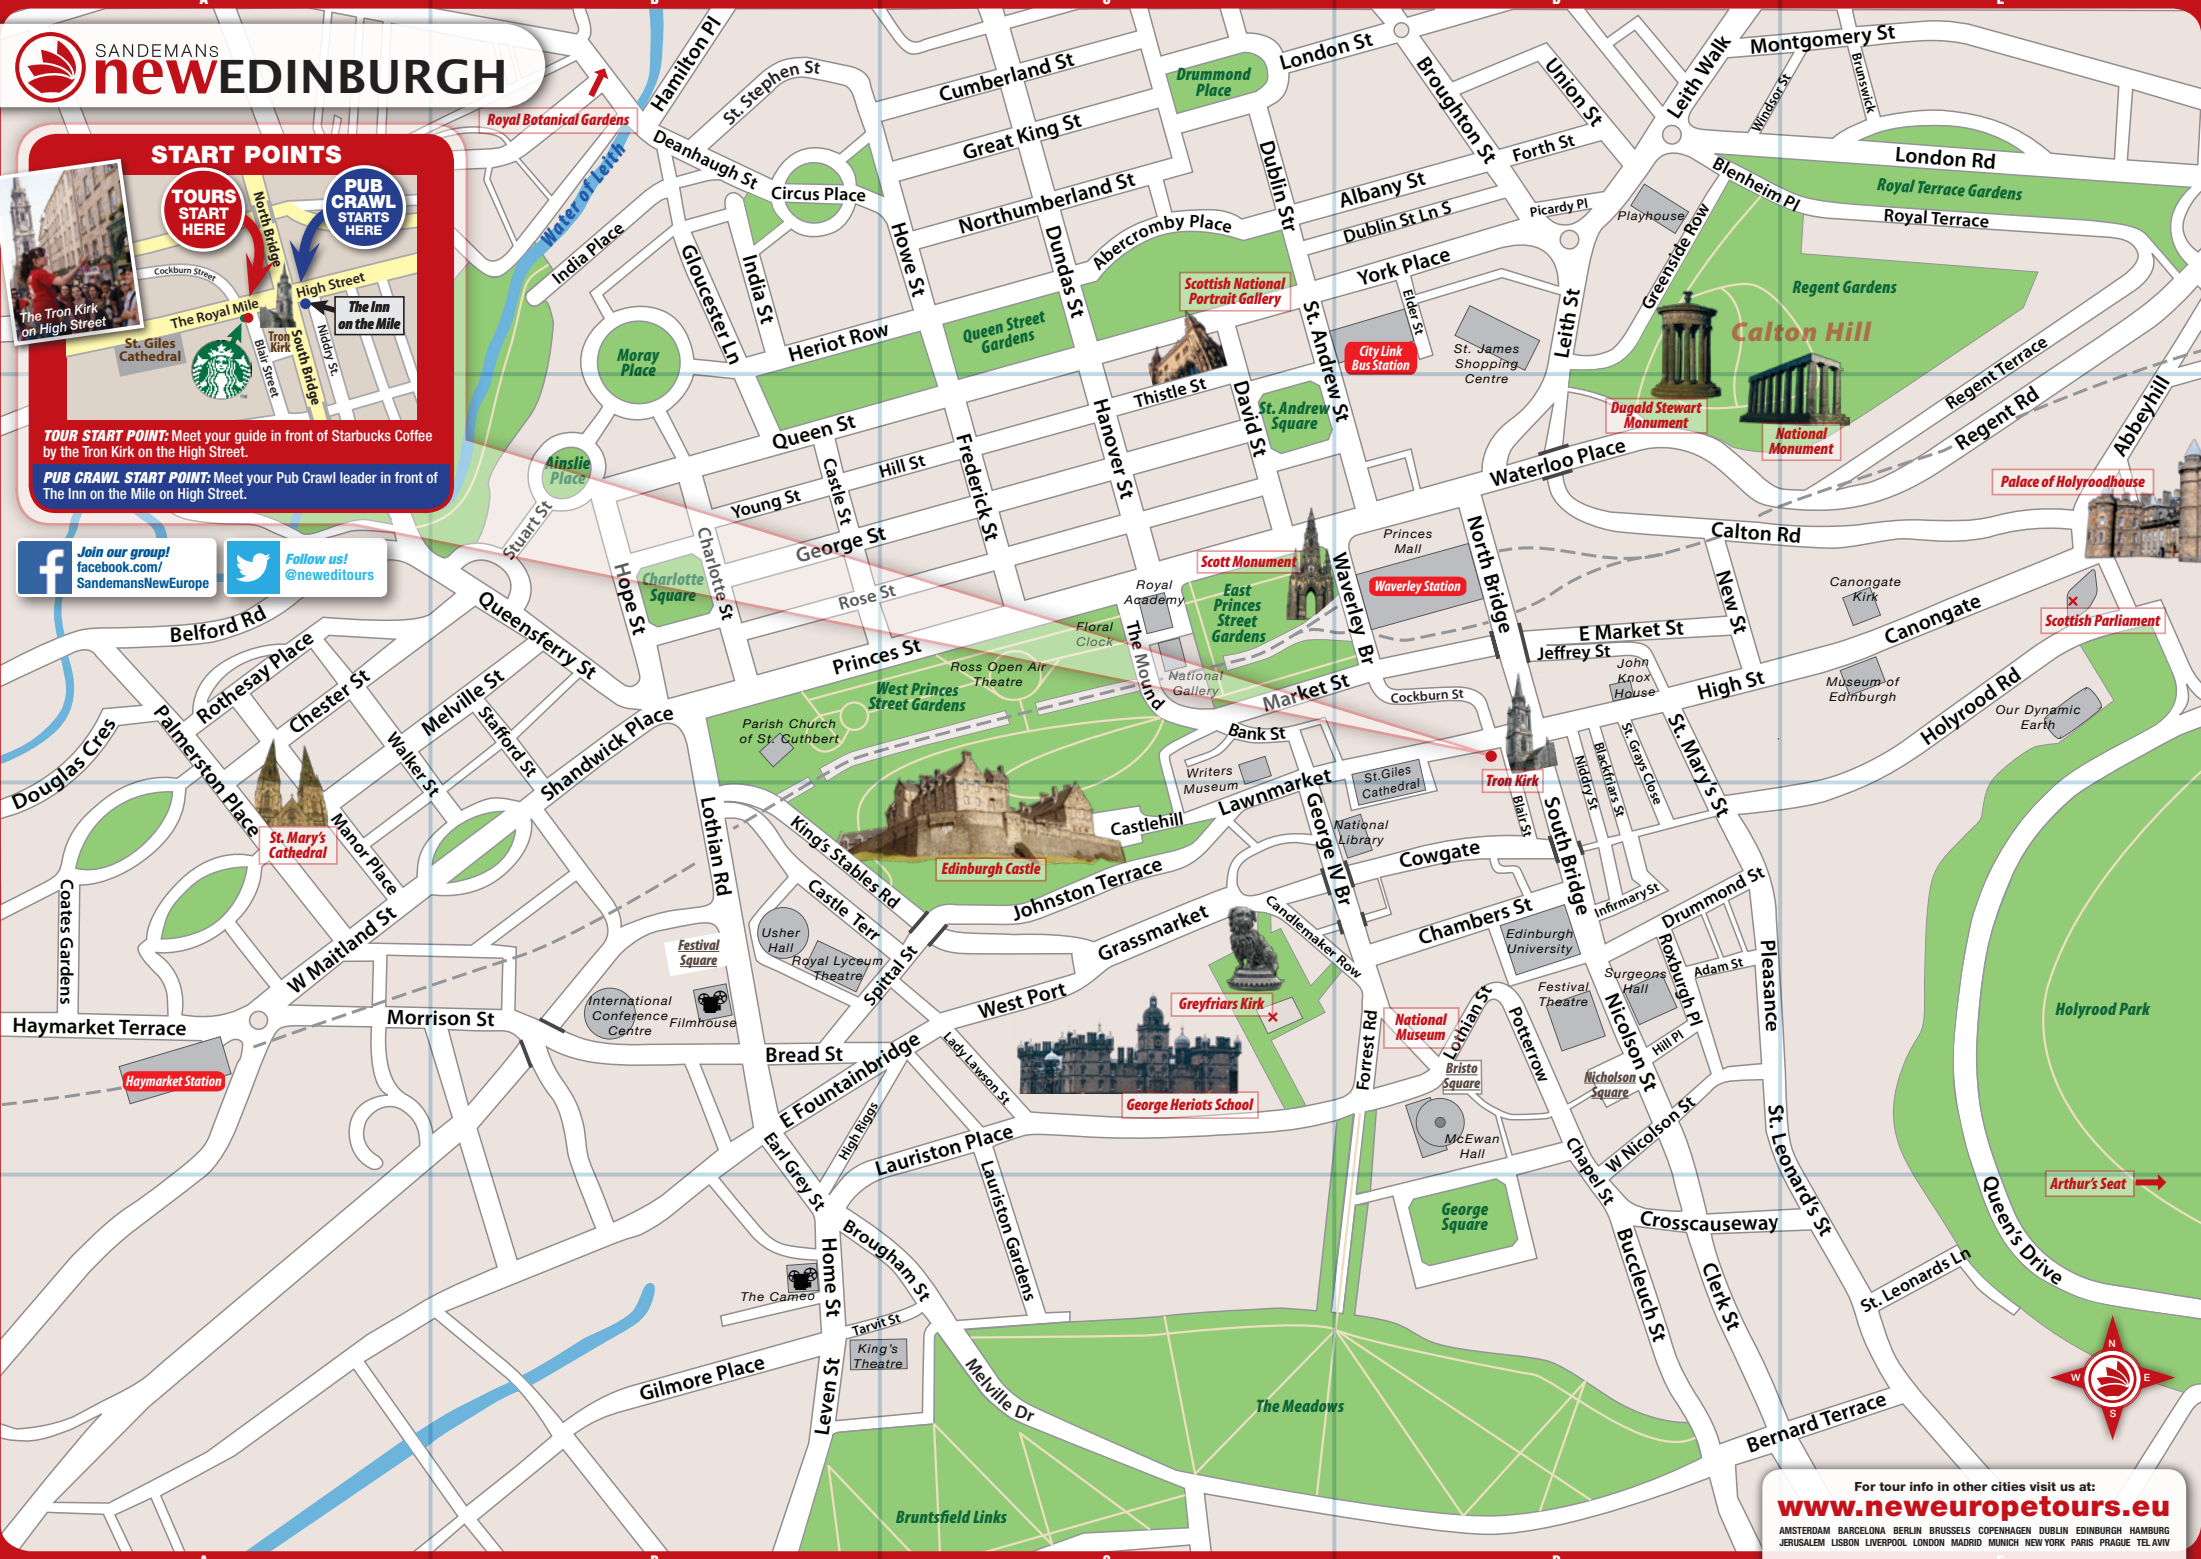 A
B
C
D
E
SANDEMANs
newEDINBURGH
START POINTS
TOURS
START
HERE
PUB
CRAWL
STARTS
HERE
North Bridge
Cockburn Street
High Street
The Royal Mile
The Inn
on the Mile
St. Giles
Cathedral
Tron
Kirk
Blair Street
South Bridge
Niddry St.
The Tron Kirk
on High Street
TOUR START POINT: Meet your guide in front of Starbucks Coffee
by the Tron Kirk on the High Street.
PUB CRAWL START POINT: Meet your Pub Crawl leader in front of
The Inn on the Mile on High Street.
Join our group!
facebook.com/
SandemansNewEurope
Follow us!
@neweditours
Royal Botanical Gardens
Hamilton Pl
St. Stephen St
Water of Leith
Deanhaugh St
Circus Place
India Place
Gloucester Ln
India St
Moray
Place
Ainslie
Place
Stuart St
Cumberland St
Great King St
Northumberland St
Howe St
Dundas St
Abercromby Place
Heriot Row
Queen Street
Gardens
Drummond
Place
London St
Dublin Str
Broughton St
Union St
Forth St
Albany St
Dublin St Ln S
York Place
Picardy Pl
Elder St
Leith Walk
Montgomery St
Windsor St
Brunswick
London Rd
Royal Terrace Gardens
Blenheim Pl
Royal Terrace
Playhouse
Greenside Row
Regent Gardens
Calton Hill
Leith St
Scottish National
Portrait Gallery
City Link
Bus Station
St. James
Shopping
Centre
Dugald Stewart
Monument
National
Monument
Regent Terrace
Regent Rd
Abbeyhill
Palace of Holyroodhouse
Thistle St
St. Andrew St
St. Andrew
Square
David St
Hanover St
Queen St
Hill St
Young St
Castle St
Frederick St
George St
Charlotte St
Charlotte
Square
Hope St
Rose St
Princes St
Waterloo Place
Calton Rd
Scott Monument
Princes
Mall
Waverley Station
Waverley Br
North Bridge
Royal
Academy
East
Princes
Street
Gardens
Floral
Clock
The Mound
National
Gallery
Ross Open Air
Theatre
West Princes
Street Gardens
Parish Church
of St. Cuthbert
New St
E Market St
Jeffrey St
John
Knox
House
Canongate
Kirk
Canongate
Scottish Parliament
Museum of
Edinburgh
High St
Holyrood Rd
Our Dynamic
Earth
Belford Rd
Rothesay Place
Chester St
Melville St
Stafford St
Walker St
Queensferry St
Shandwick Place
Palmerston Place
Douglas Cres
St. Mary's
Cathedral
Manor Place
Coates Gardens
W Maitland St
Haymarket Terrace
Haymarket Station
Morrison St
Market St
Cockburn St
Bank St
Writers
Museum
Lawnmarket
St.Giles
Cathedral
Tron Kirk
Blair St
Niddry St
Blackfriars St
St. Grays Close
St. Mary's St
Castlehill
Edinburgh Castle
Johnston Terrace
King's Stables Rd
Lothian Rd
Castle Terr
Usher
Hall
Royal Lyceum
Theatre
Spittal St
Festival
Square
International
Conference
Centre
Filmhouse
Bread St
National
Library
George IV Br
Cowgate
South Bridge
Infirmary St
Drummond St
Chambers St
Edinburgh
University
Grassmarket
Candlemaker Row
West Port
Greyfriars Kirk
George Heriots School
National
Museum
Forrest Rd
Lothian St
Bristo
Square
Potterrow
Festival
Theatre
Surgeons
Hall
Roxburgh Pl
Adam St
Nicolson St
Hill Pl
Nicholson
Square
W Nicolson St
Pleasance
Holyrood Park
Arthur's Seat
McEwan
Hall
George
Square
Chapel St
Crosscauseway
Buccleuch St
Clerk St
St. Leonard's St
St. Leonards Ln
Queen's Drive
Bernard Terrace
E Fountainbridge
Lady Lawson St
High Riggs
Lauriston Place
Lauriston Gardens
Earl Grey St
Brougham St
Home St
The Cameo
Tarvit St
King's
Theatre
Gilmore Place
Leven St
Melville Dr
The Meadows
Bruntsfield Links
N
W
E
S
For tour info in other cities visit us at:
www.neweuropetours.eu
AMSTERDAM BARCELONA BERLIN BRUSSELS COPENHAGEN DUBLIN EDINBURGH HAMBURG
JERUSALEM LISBON LIVERPOOL LONDON MADRID MUNICH NEW YORK PARIS PRAGUE TEL AVIV
A
B
C
D
E